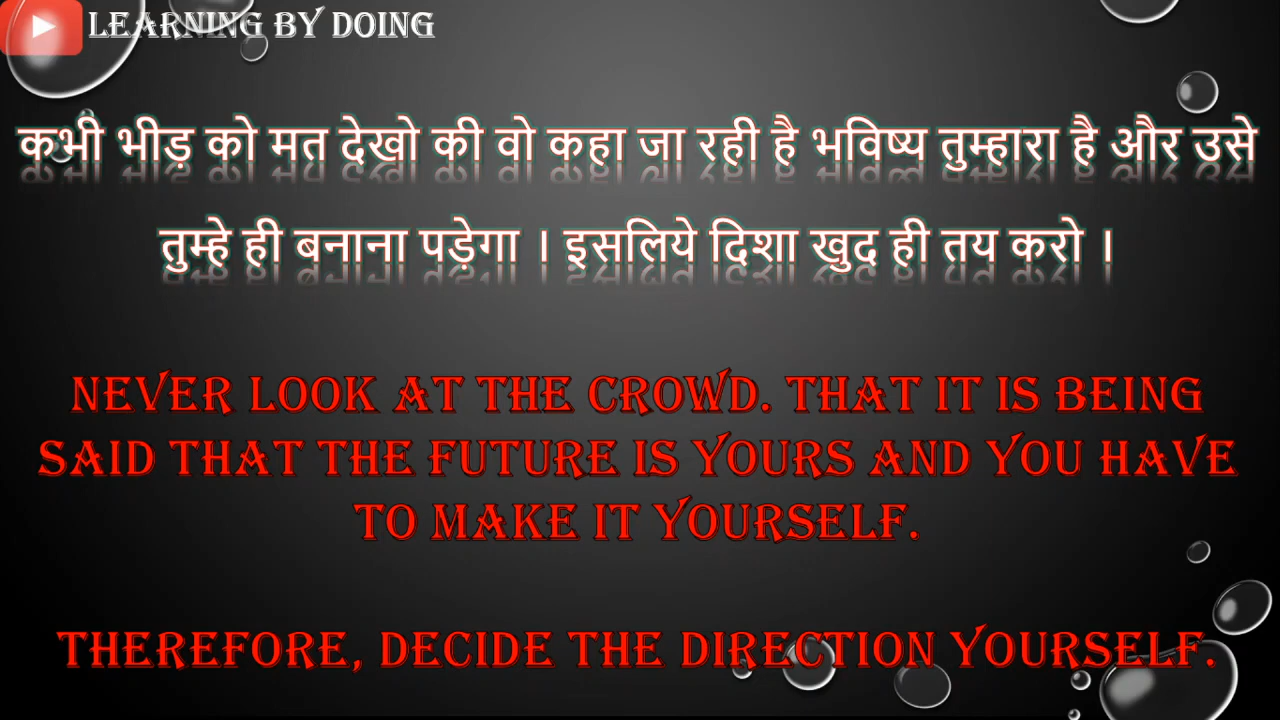 LEARNING BY DOING
कभी भीड़ को मत देखो की वो कहा जा रही है भविष्य तुम्हारा है और उसे
तुम्हे ही बनाना पड़ेगा । इसलिये दिशा खुद ही तय करो ।
NEVER LOOK AT THE CROWD. THAT IT IS BEING
SAID THAT THE FUTURE IS YOURS AND YOU HAVE
TO MAKE IT YOURSELF.
THEREFORE, DECIDE THE DIRECTION YOURSELF.